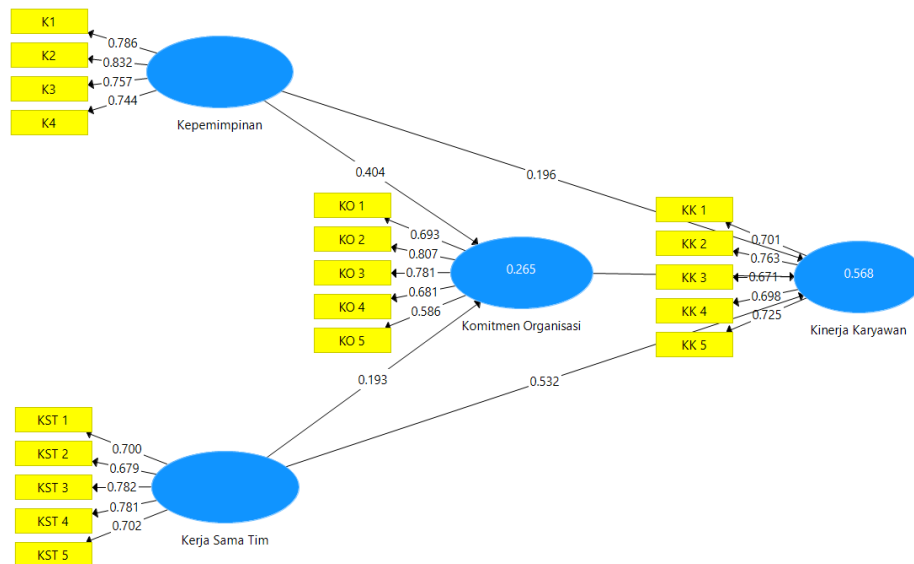 K1
K2
K3
K4
0.786
0.832
0.757
0.744
Kepemimpinan
0.404
0.196
KO 1
KO 2
KO 3
KO 4
KO 5
0.693
0.807
0.781
0.681
0.586
0.265
Komitmen Organisasi
KK 1
KK 2
KK 3
KK 4
KK 5
0.701
0.763
0.671
0.698
0.725
0.568
Kinerja Karyawan
0.193
0.532
KST 1
KST 2
KST 3
KST 4
KST 5
0.700
0.679
0.782
0.781
0.702
Kerja Sama Tim